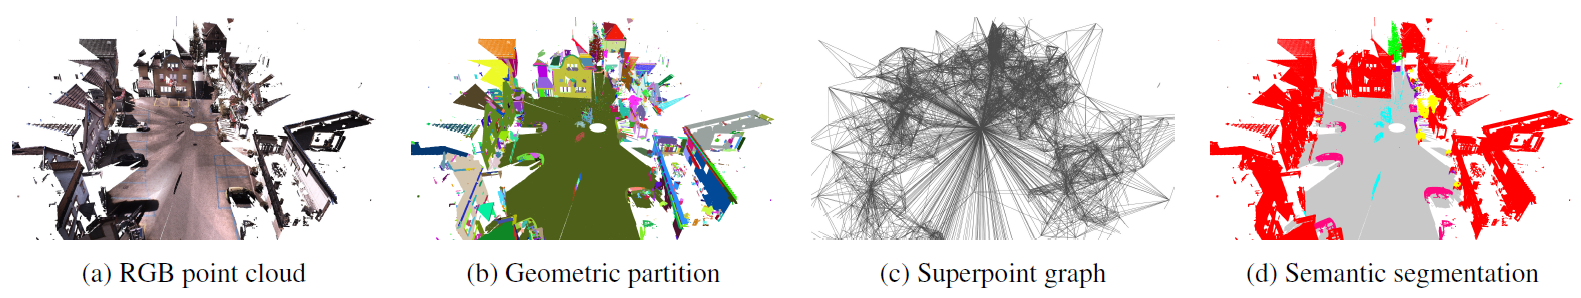 (a) RGB point cloud
(b) Geometric partition
(c) Superpoint graph
(d) Semantic segmentation